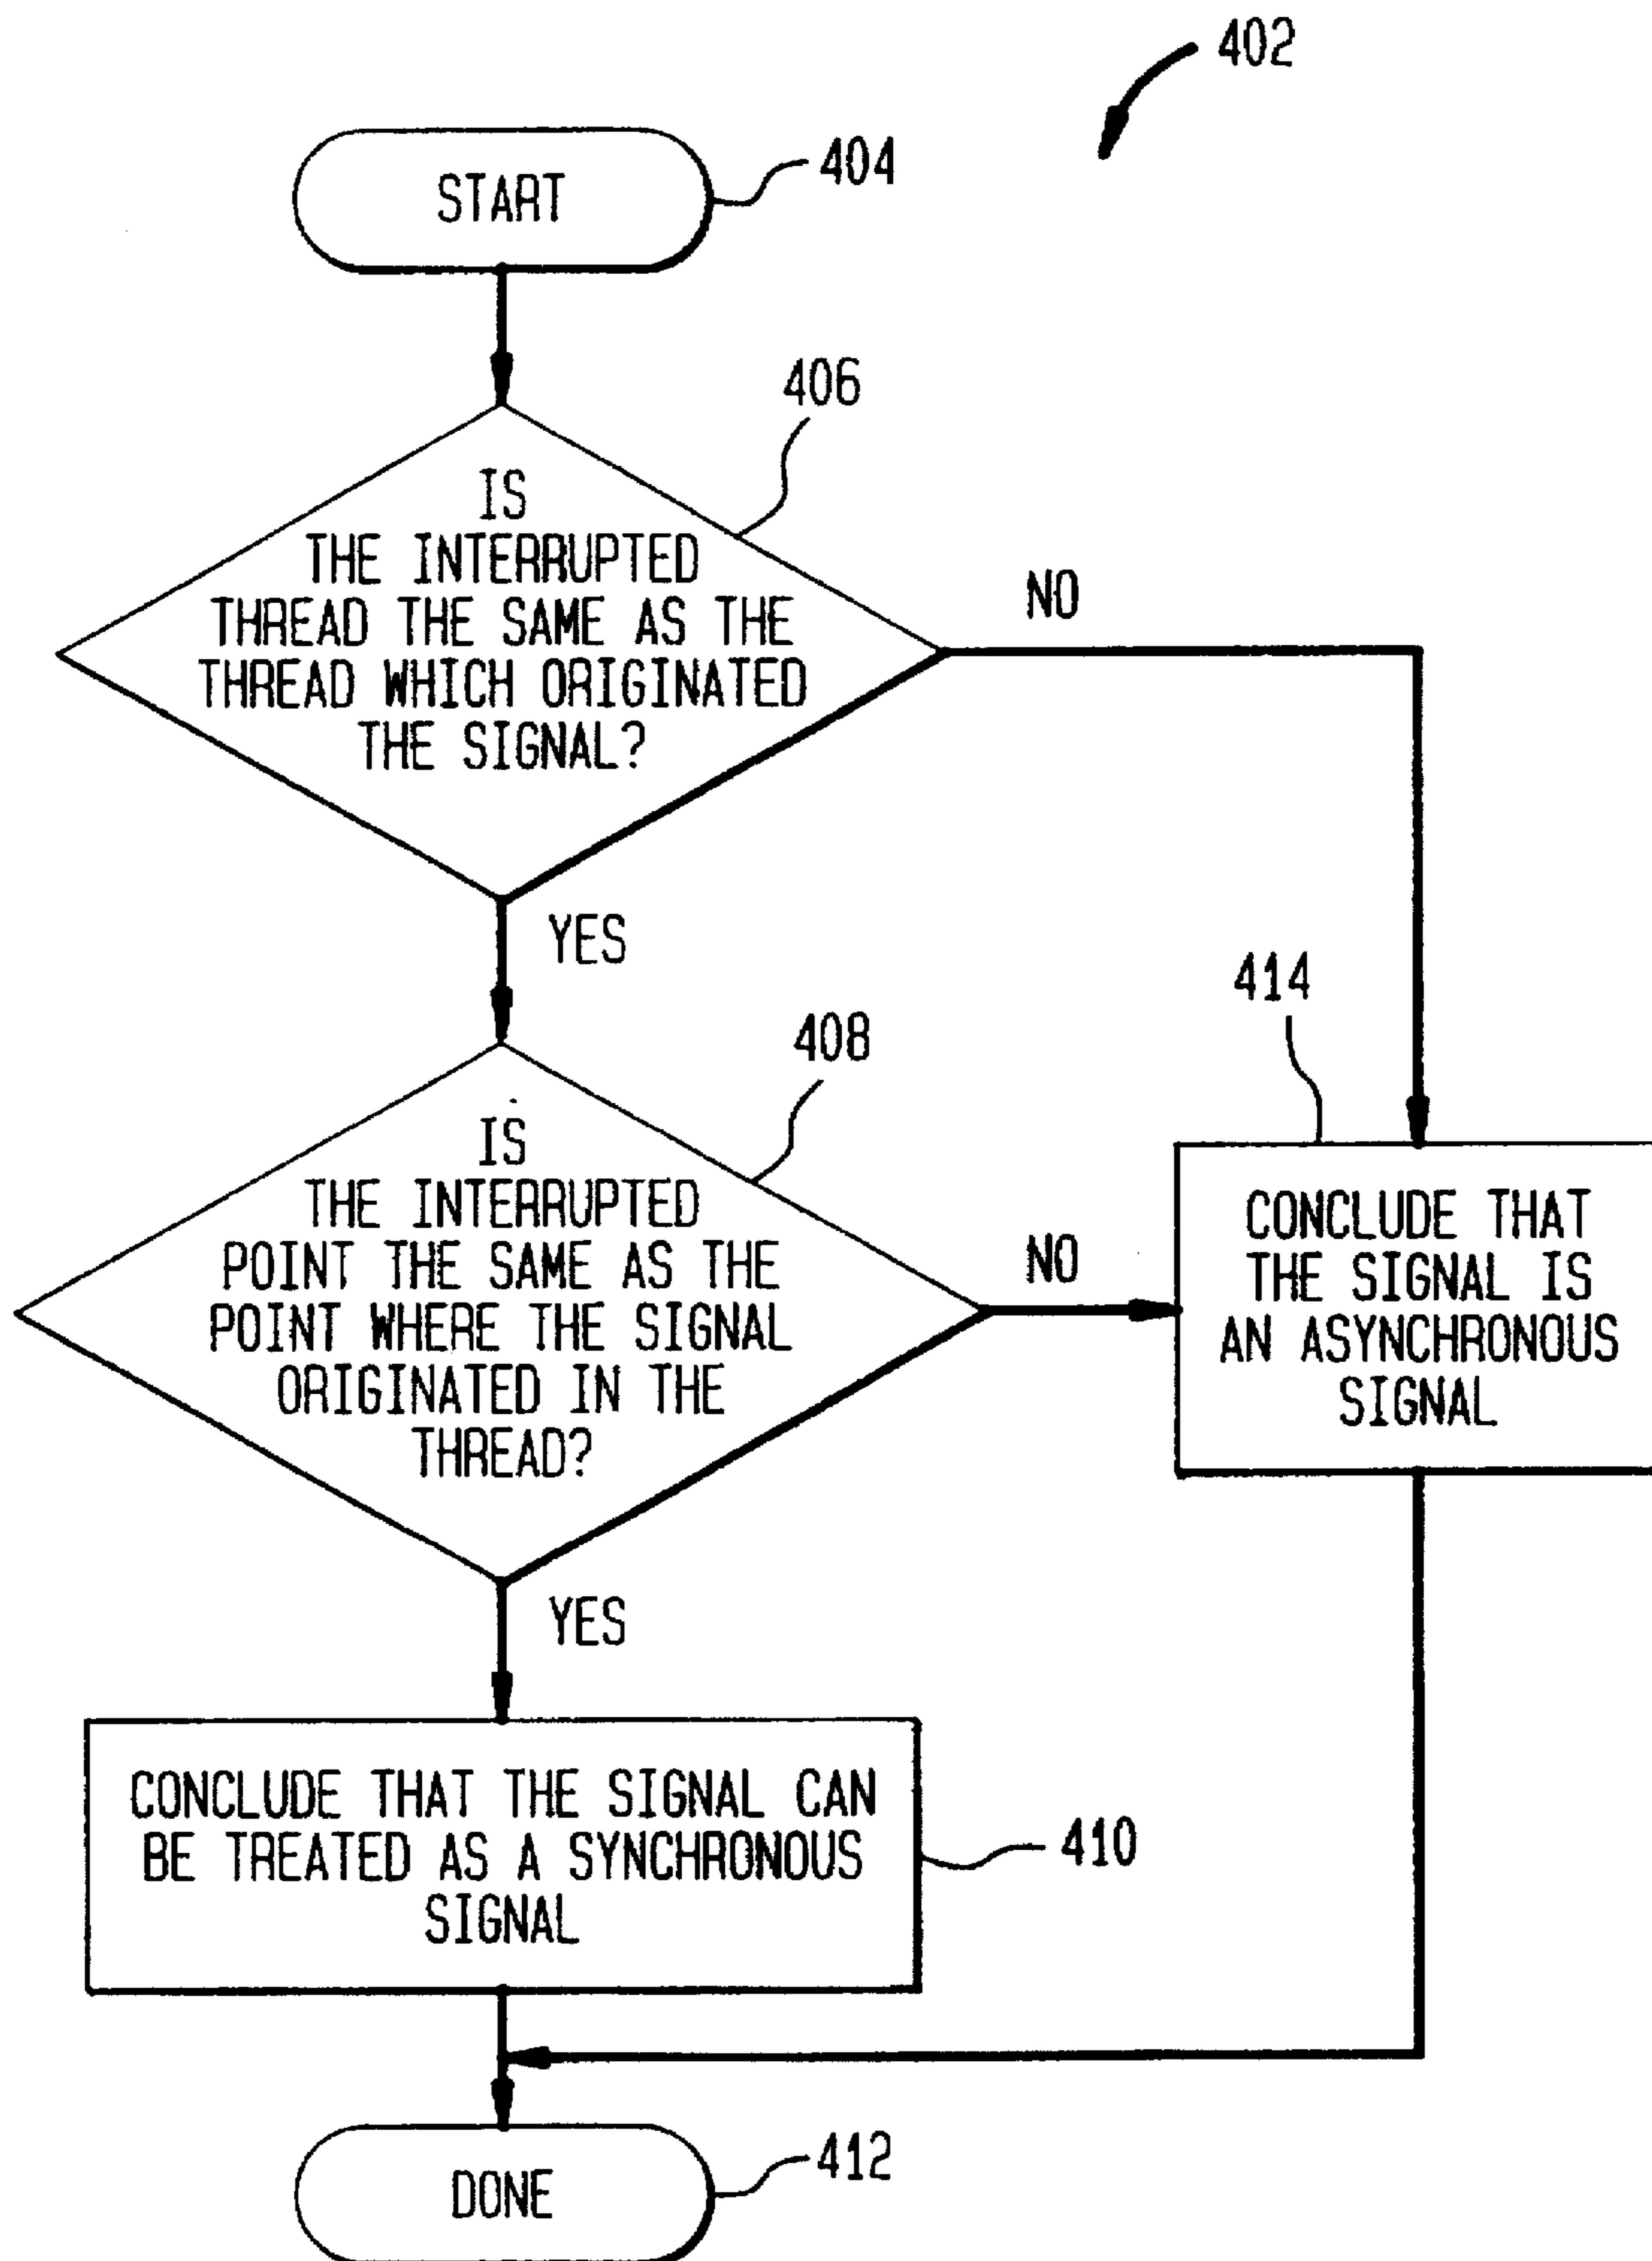 402
START
404
406
IS
THE INTERRUPTED
THREAD THE SAME AS THE
THREAD WHICH ORIGINATED
THE SIGNAL?
NO
YES
408
414
IS
THE INTERRUPTED
POINT THE SAME AS THE
POINT WHERE THE SIGNAL
ORIGINATED IN THE
THREAD?
NO
CONCLUDE THAT
THE SIGNAL IS
AN ASYNCHRONOUS
SIGNAL
YES
CONCLUDE THAT THE SIGNAL CAN
BE TREATED AS A SYNCHRONOUS
SIGNAL
410
DONE
412